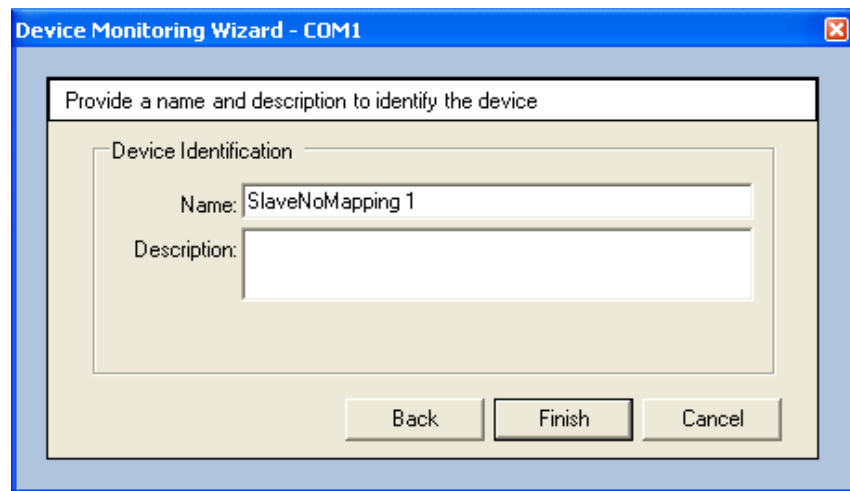 Device Monitoring Wizard - COM1
Provide a name and description to identify the device
Device Identification
Name: SlaveNoMapping 1
Description:
Back Finish Cancel